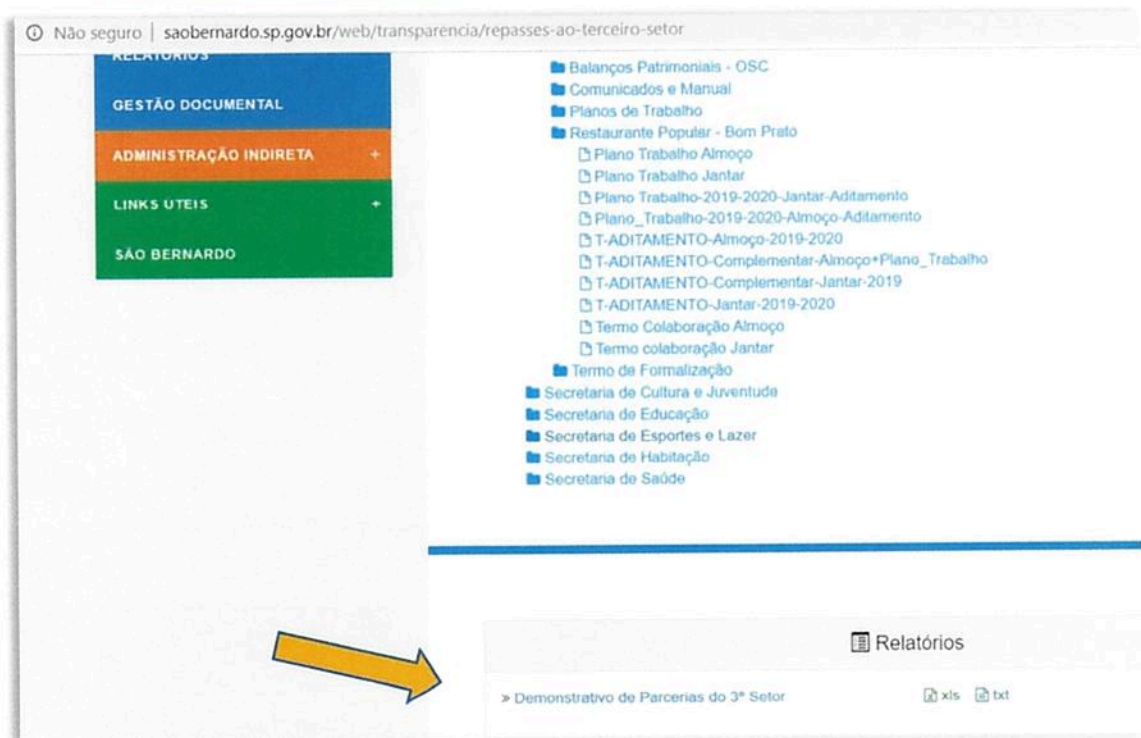 Não seguro | saobernardo.sp.gov.br/web/transparencia/repasses-ao-terceiro-setor
RELATÓRIOS
GESTÃO DOCUMENTAL
ADMINISTRAÇÃO INDIRETA +
LINKS UTEIS +
SÃO BERNARDO
Balanços Patrimoniais - OSC
Comunicados e Manual
Planos de Trabalho
Restaurante Popular - Bom Prato
Plano Trabalho Almoço
Plano Trabalho Jantar
Plano Trabalho-2019-2020-Jantar-Aditamento
Plano_Trabalho-2019-2020-Almoço-Aditamento
T-ADITAMENTO-Almoço-2019-2020
T-ADITAMENTO-Complementar-Almoço+Plano_Trabalho
T-ADITAMENTO-Complementar-Jantar-2019
T-ADITAMENTO-Jantar-2019-2020
Termo Colaboração Almoço
Termo colaboração Jantar
Termo de Formalização
Secretaria de Cultura e Juventude
Secretaria de Educação
Secretaria de Esportes e Lazer
Secretaria de Habitação
Secretaria de Saúde
Relatórios
» Demonstrativo de Parcerias do 3º Setor xls txt